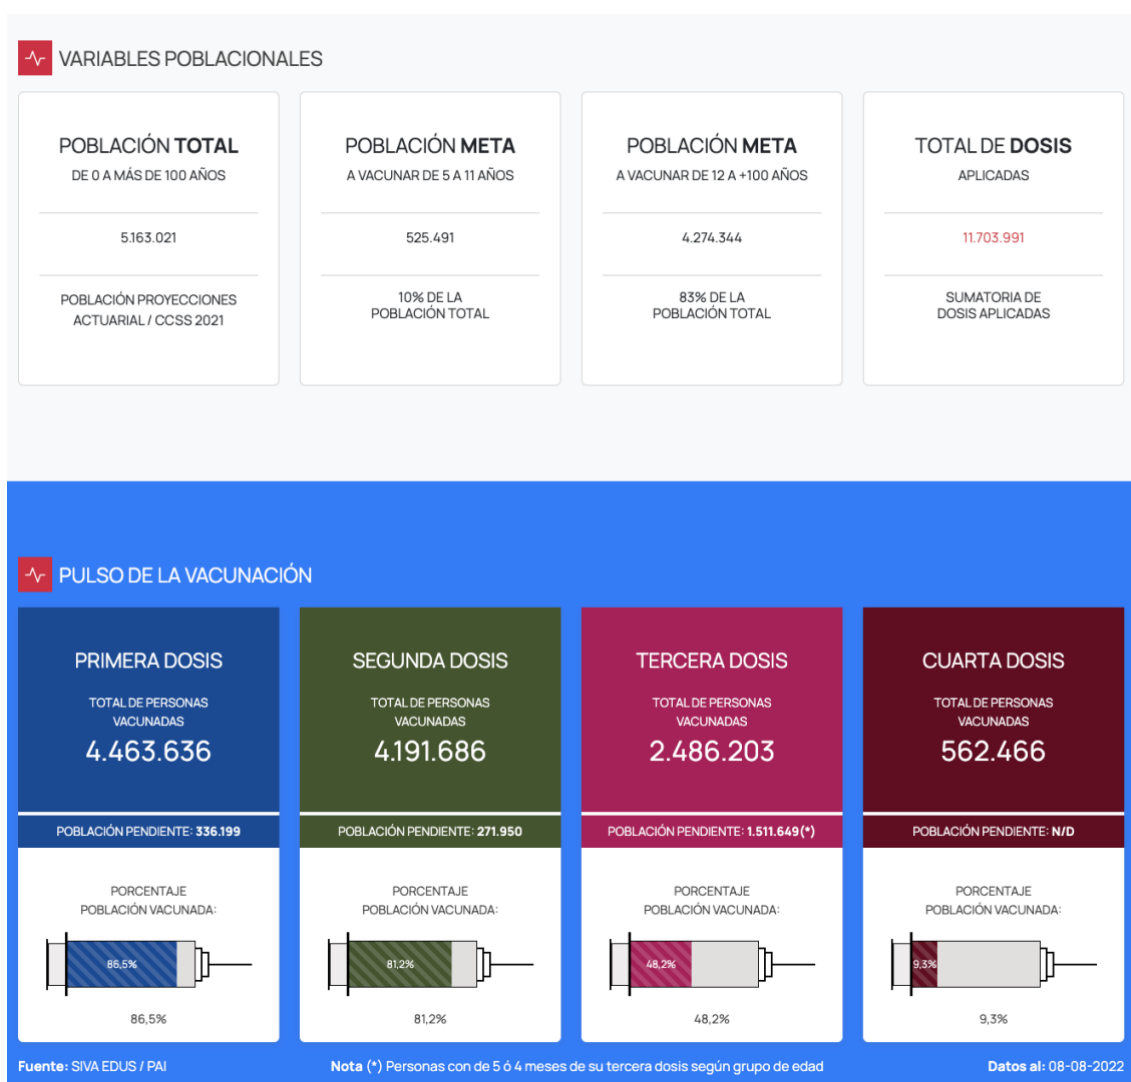 VARIABLES POBLACIONALES
POBLACIÓN TOTAL
DE 0 A MÁS DE 100 AÑOS
5.163.021
POBLACIÓN PROYECCIONES
ACTUARIAL / CCSS 2021
POBLACIÓN META
A VACUNAR DE 5 A 11 AÑOS
525.491
10% DE LA
POBLACIÓN TOTAL
POBLACIÓN META
A VACUNAR DE 12 A +100 AÑOS
4.274.344
83% DE LA
POBLACIÓN TOTAL
TOTAL DE DOSIS
APLICADAS
11.703.991
SUMATORIA DE
DOSIS APLICADAS
PULSO DE LA VACUNACIÓN
PRIMERA DOSIS
TOTAL DE PERSONAS
VACUNADAS
4.463.636
POBLACIÓN PENDIENTE: 336.199
PORCENTAJE
POBLACIÓN VACUNADA:
86,5%
86,5%
SEGUNDA DOSIS
TOTAL DE PERSONAS
VACUNADAS
4.191.686
POBLACIÓN PENDIENTE: 271.950
PORCENTAJE
POBLACIÓN VACUNADA:
81,2%
81,2%
TERCERA DOSIS
TOTAL DE PERSONAS
VACUNADAS
2.486.203
POBLACIÓN PENDIENTE: 1.511.649 (*)
PORCENTAJE
POBLACIÓN VACUNADA:
48,2%
48,2%
CUARTA DOSIS
TOTAL DE PERSONAS
VACUNADAS
562.466
POBLACIÓN PENDIENTE: N/D
PORCENTAJE
POBLACIÓN VACUNADA:
9,3%
9,3%
Fuente: SIVA EDUS / PAI
Nota (*) Personas con de 5 ó 4 meses de su tercera dosis según grupo de edad
Datos al: 08-08-2022